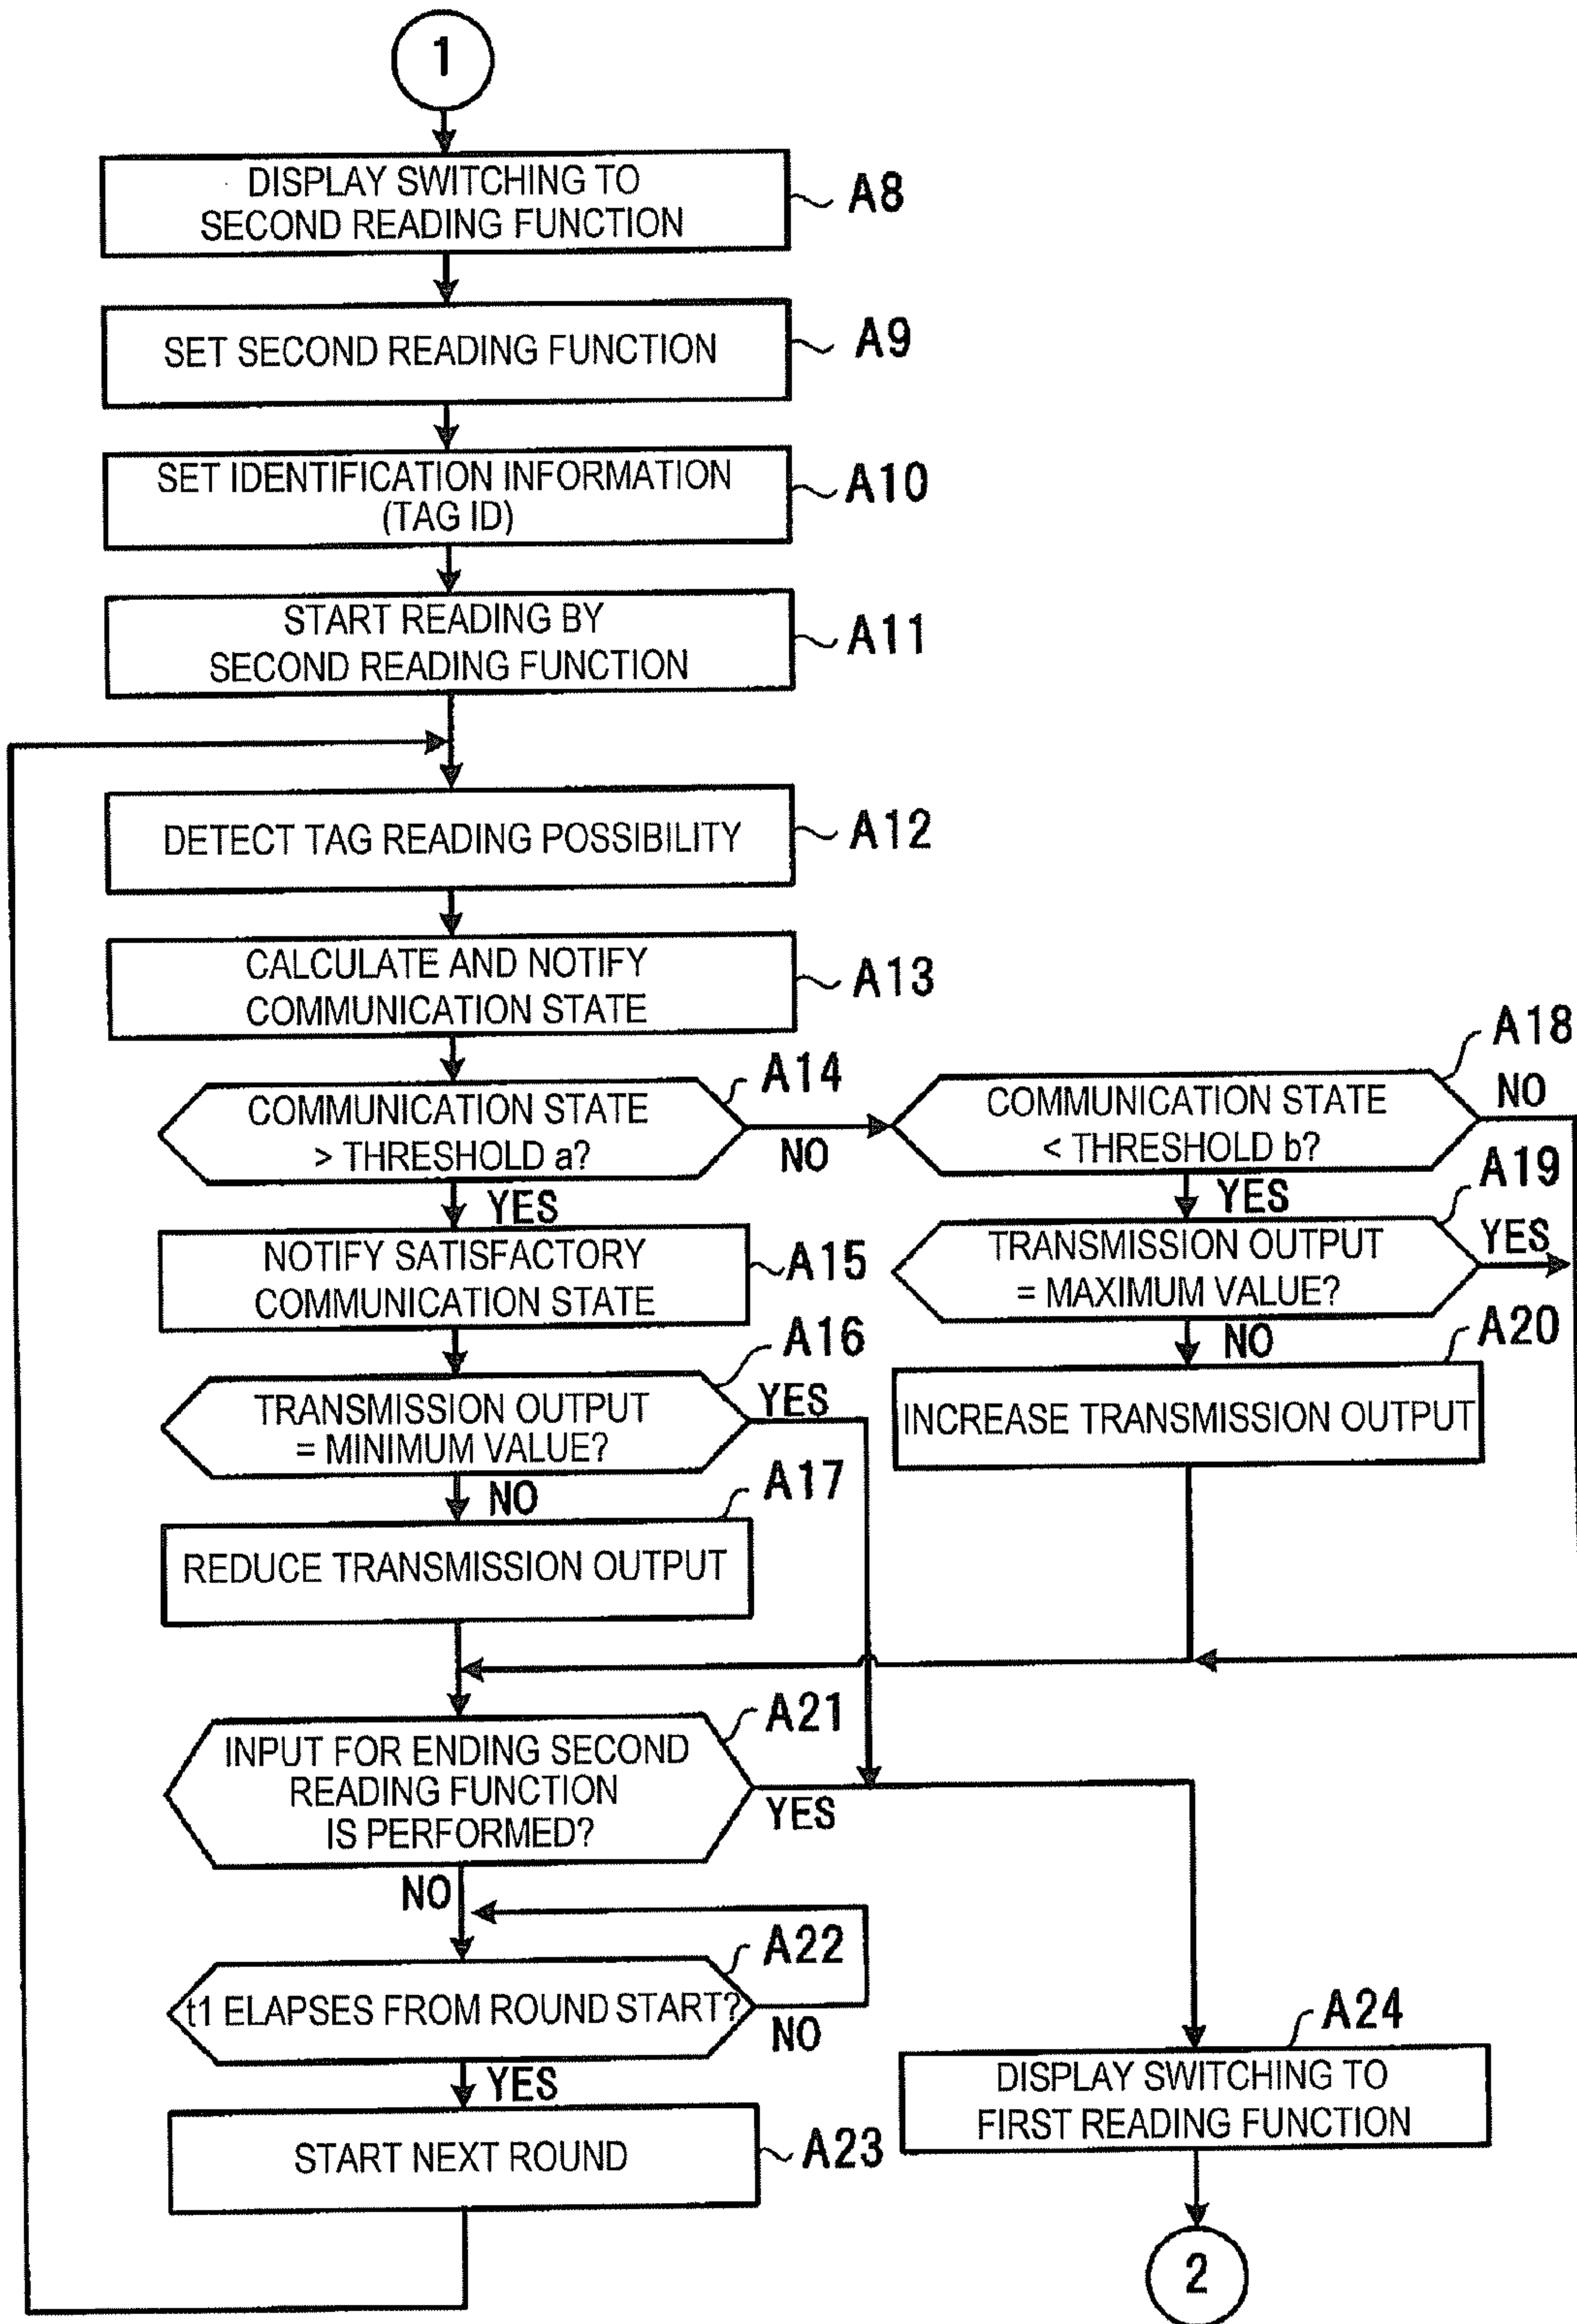 1
DISPLAY SWITCHING TO
SECOND READING FUNCTION
A8
SET SECOND READING FUNCTION
A9
SET IDENTIFICATION INFORMATION
(TAG ID)
A10
START READING BY
SECOND READING FUNCTION
A11
DETECT TAG READING POSSIBILITY
A12
CALCULATE AND NOTIFY
COMMUNICATION STATE
A13
COMMUNICATION STATE
> THRESHOLD a?
A14
NO
YES
COMMUNICATION STATE
< THRESHOLD b?
A18
NO
YES
NOTIFY SATISFACTORY
COMMUNICATION STATE
A15
TRANSMISSION OUTPUT
= MAXIMUM VALUE?
A19
YES
NO
TRANSMISSION OUTPUT
= MINIMUM VALUE?
A16
YES
NO
INCREASE TRANSMISSION OUTPUT
A20
REDUCE TRANSMISSION OUTPUT
A17
INPUT FOR ENDING SECOND
READING FUNCTION
IS PERFORMED?
A21
YES
NO
t1 ELAPSES FROM ROUND START?
A22
NO
YES
START NEXT ROUND
A23
DISPLAY SWITCHING TO
FIRST READING FUNCTION
A24
2